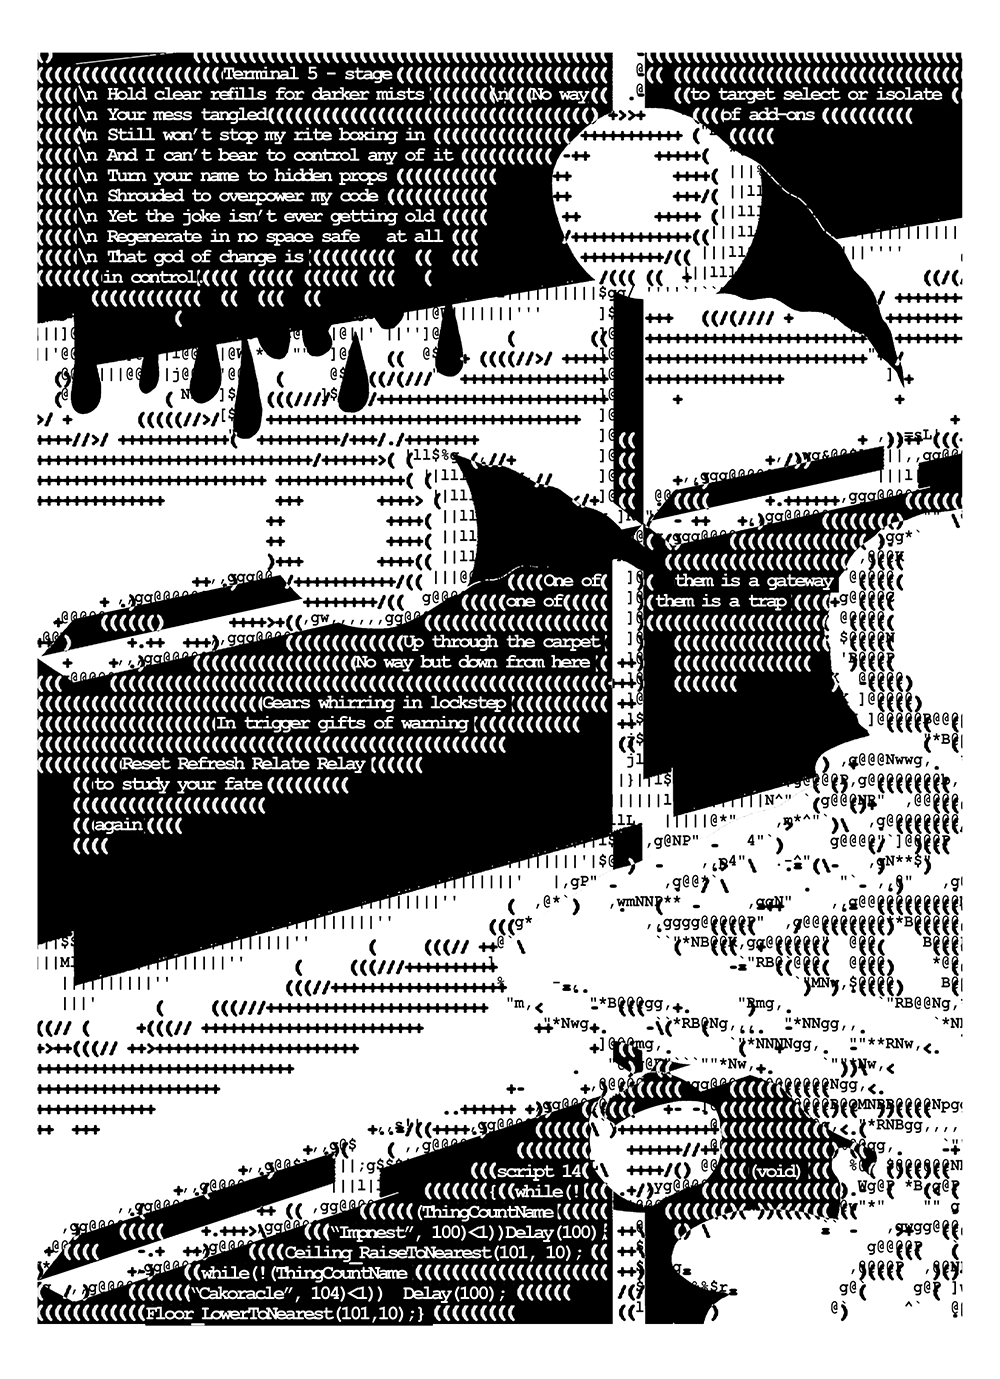 Terminal 5 - stage
\n Hold clear refills for darker mists \n No way to target select or isolate
\n Your mess tangled of add-ons
\n Still won't stop my rite boxing in
\n And I can't bear to control any of it
\n Turn your name to hidden props
\n Shrouded to overpower my code
\n Yet the joke isn't ever getting old
\n Regenerate in no space safe at all
\n That god of change is
in control
One of them is a gateway
one of them is a trap
Up through the carpet
No way but down from here
Gears whirring in lockstep
In trigger gifts of warning
Reset Refresh Relate Relay
to study your fate
again
script 14 (void)
{ while(!
(ThingCountName
("Impnest", 100)<1))Delay(100);
Ceiling_RaiseToNearest(101, 10);
while(!(ThingCountName
("Cakoracle", 104)<1)) Delay(100);
Floor_LowerToNearest(101,10);}